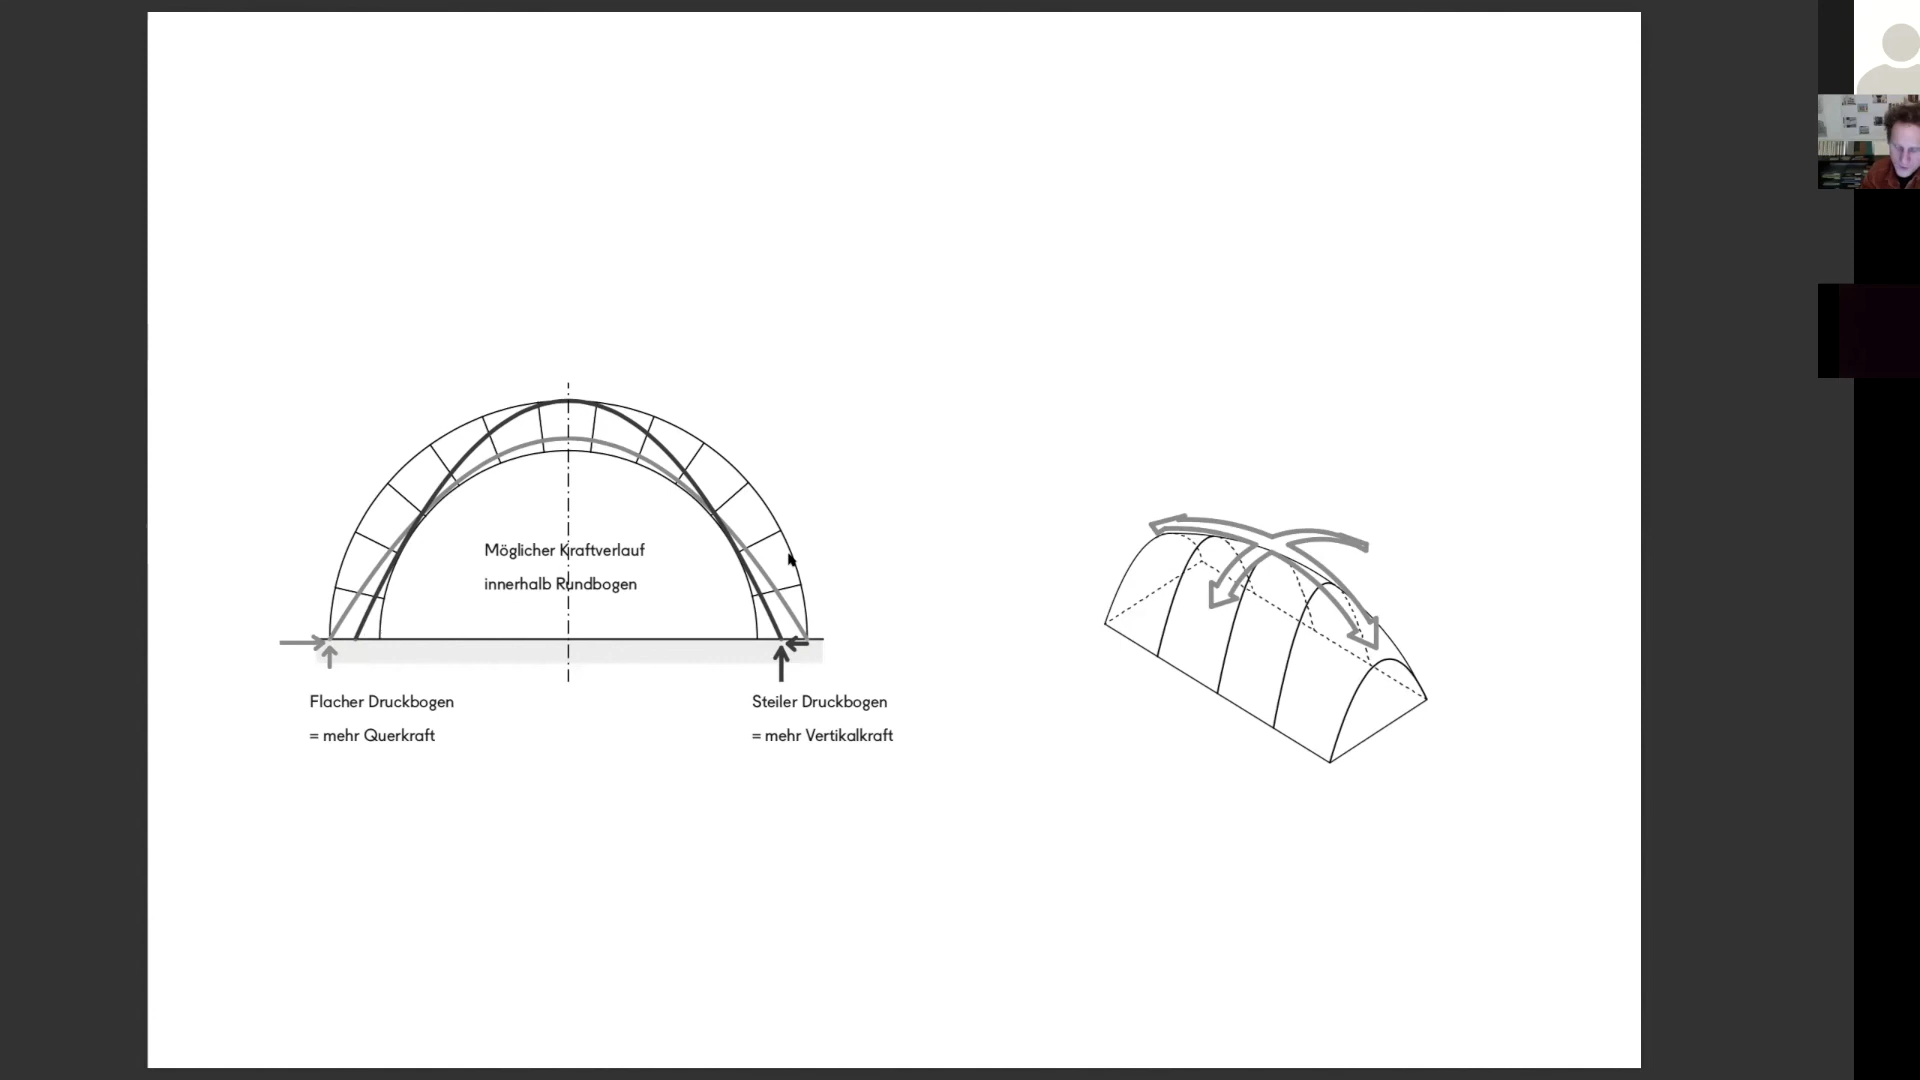 Möglicher Kraftverlauf
innerhalb Rundbogen
Flacher Druckbogen
= mehr Querkraft
Steiler Druckbogen
= mehr Vertikalkraft